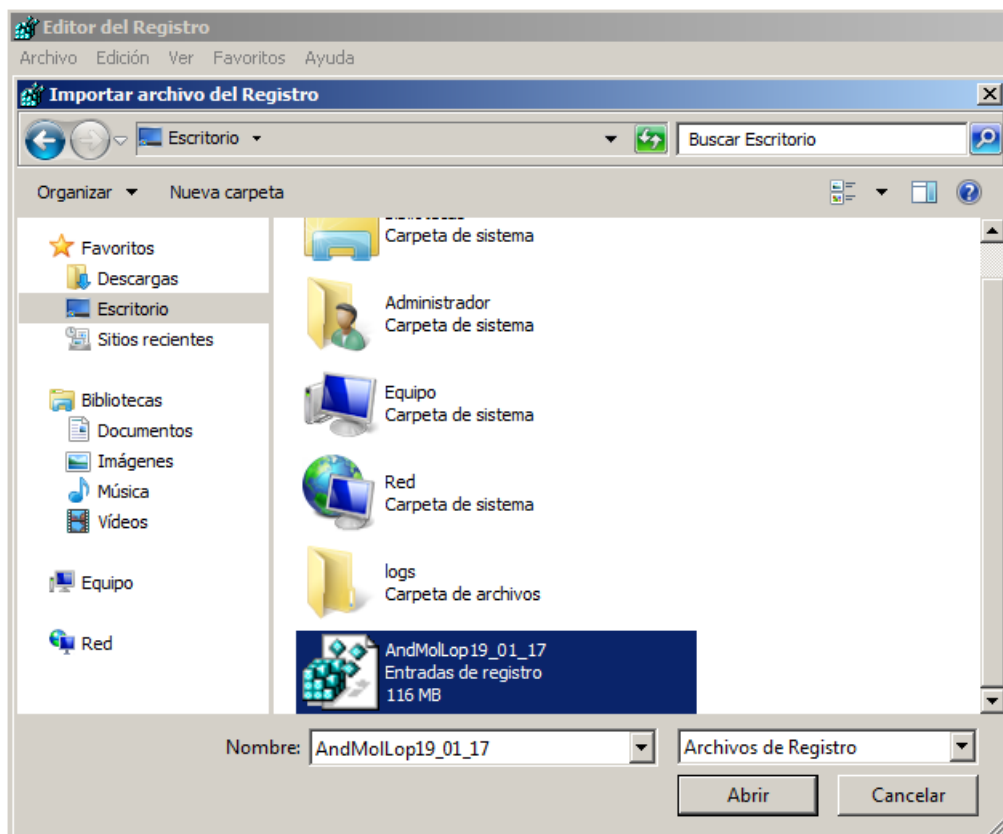 Editor del Registro
Archivo Edición Ver Favoritos Ayuda
Importar archivo del Registro
Escritorio
Buscar Escritorio
Organizar Nueva carpeta
Favoritos
Descargas
Escritorio
Sitios recientes
Bibliotecas
Documentos
Imágenes
Música
Vídeos
Equipo
Red
Carpeta de sistema
Administrador
Carpeta de sistema
Equipo
Carpeta de sistema
Red
Carpeta de sistema
logs
Carpeta de archivos
AndMolLop19_01_17
Entradas de registro
116 MB
Nombre: AndMolLop19_01_17
Archivos de Registro
Abrir Cancelar